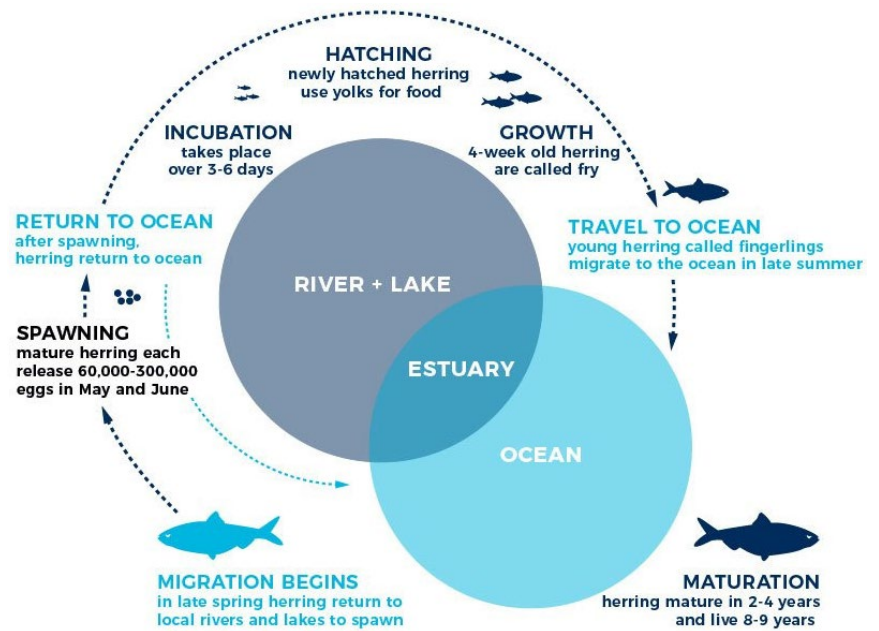 HATCHING
newly hatched herring
use yolks for food
INCUBATION
takes place
over 3-6 days
GROWTH
4-week old herring
are called fry
RETURN TO OCEAN
after spawning,
herring return to ocean
TRAVEL TO OCEAN
young herring called fingerlings
migrate to the ocean in late summer
RIVER + LAKE
SPAWNING
mature herring each
release 60,000-300,000
eggs in May and June
ESTUARY
OCEAN
MIGRATION BEGINS
in late spring herring return to
local rivers and lakes to spawn
MATURATION
herring mature in 2-4 years
and live 8-9 years